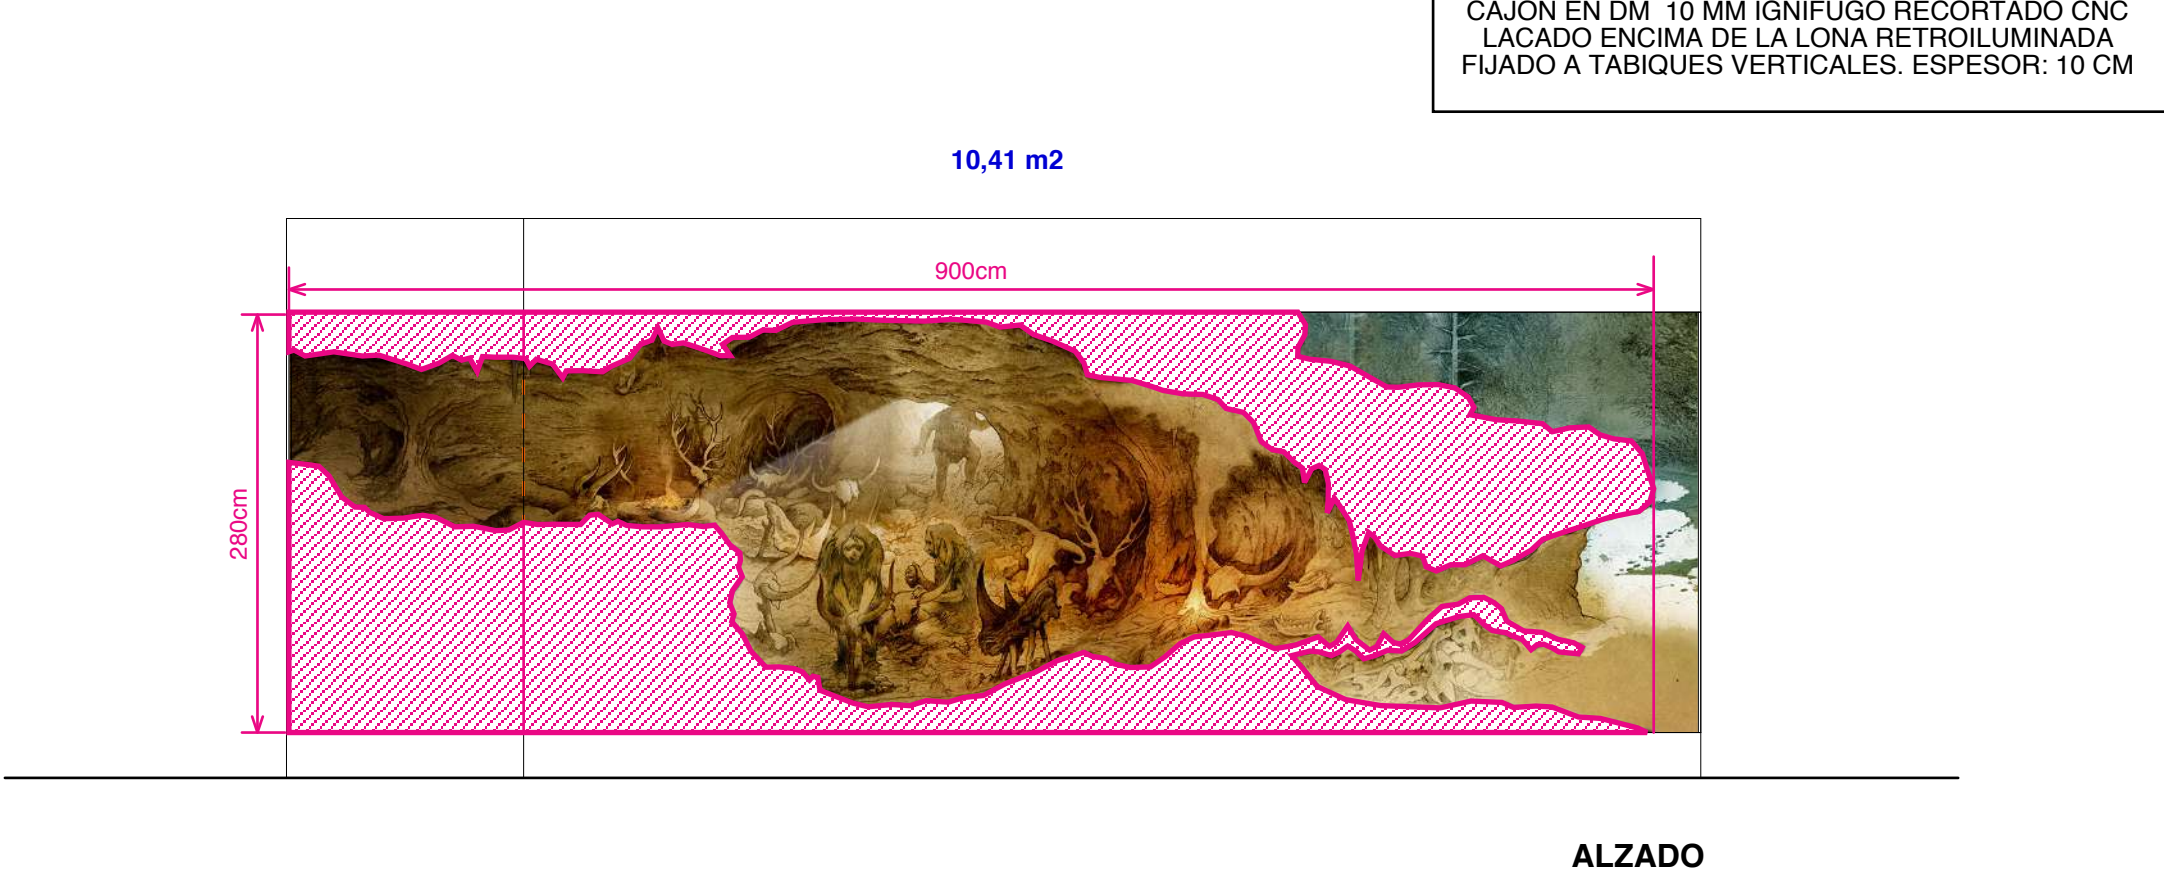 CAJON EN DM  10 MM IGNIFUGO RECORTADO CNC
LACADO ENCIMA DE LA LONA RETROILUMINADA
FIJADO A TABIQUES VERTICALES. ESPESOR: 10 CM
10,41 m2
900cm
280cm
ALZADO